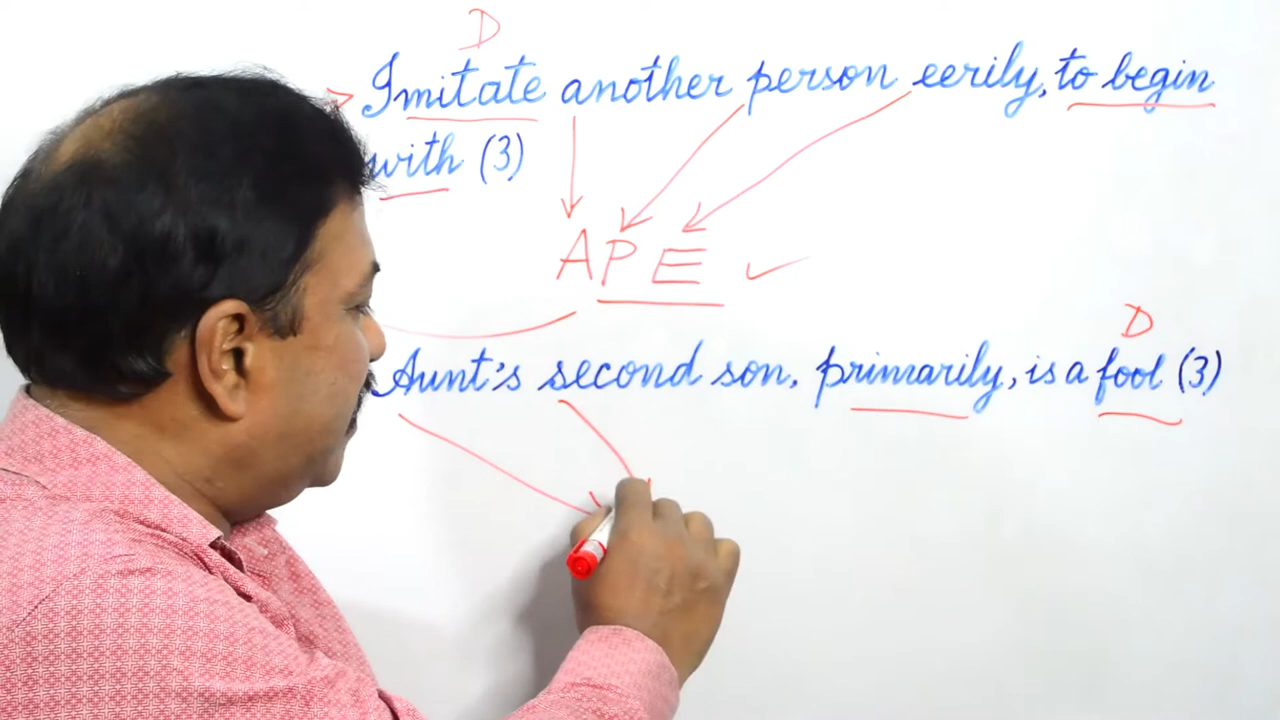 D
Imitate another person eerily, to begin
with (3)
APE
D
Aunt's second son, primarily, is a fool (3)